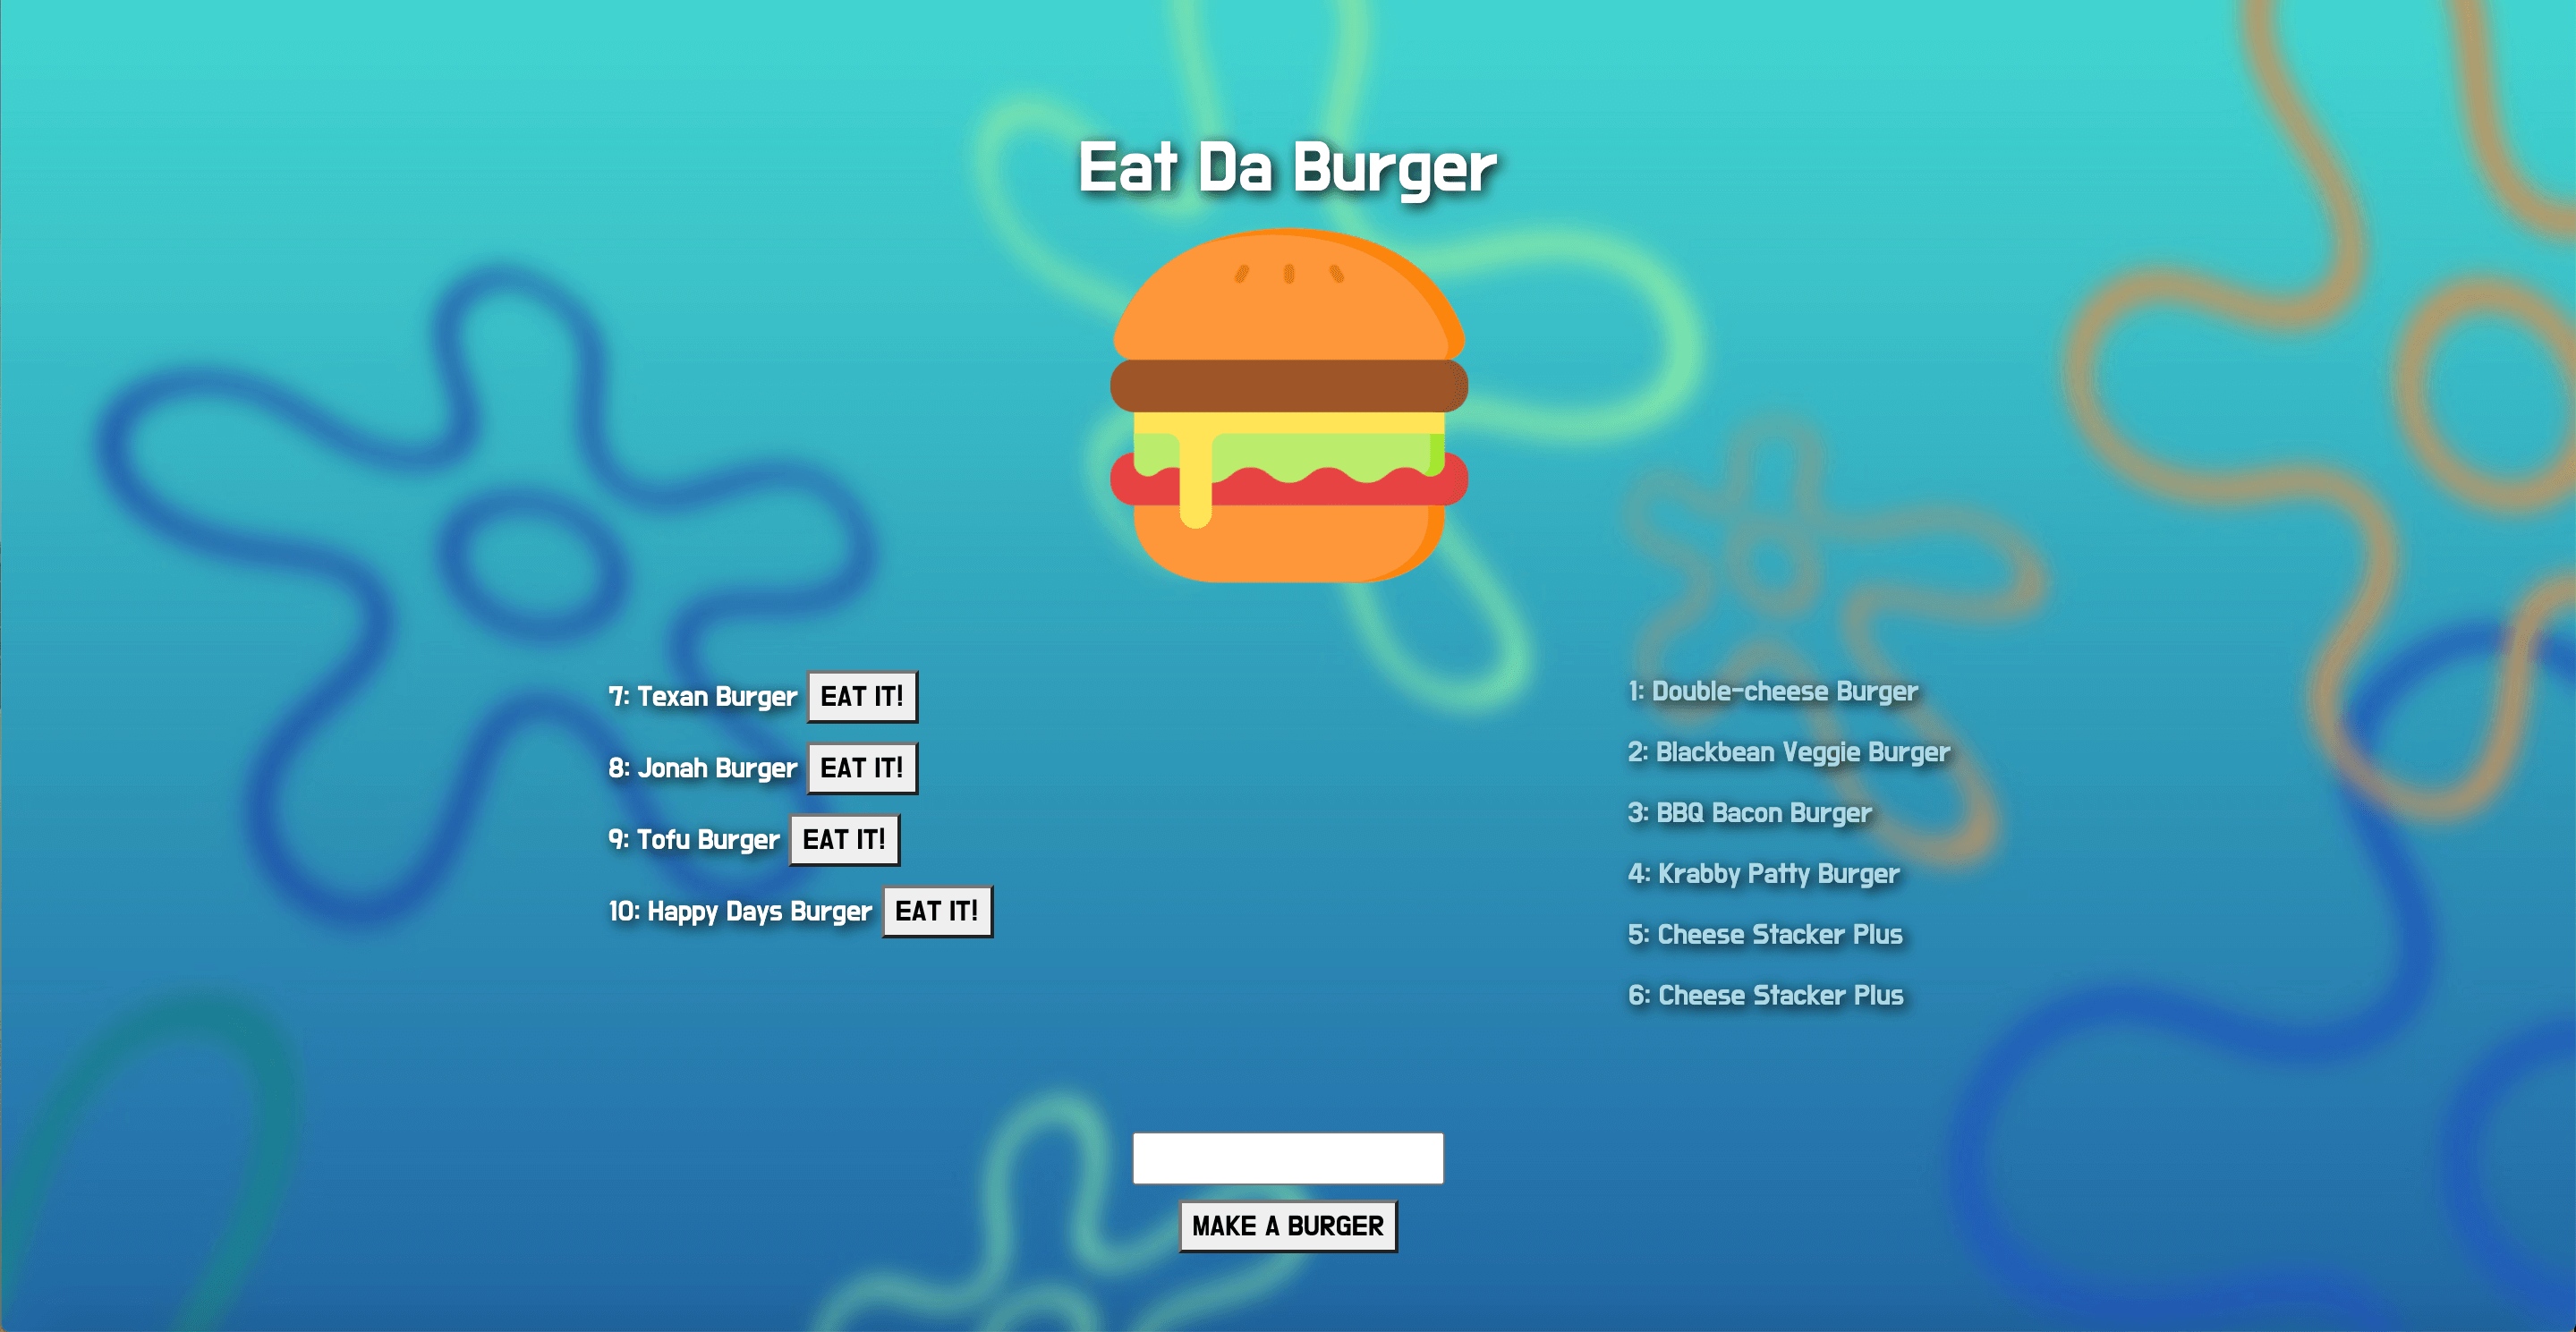 Eat Da Burger
7: Texan Burger EAT IT!
8: Jonah Burger EAT IT!
9: Tofu Burger EAT IT!
10: Happy Days Burger EAT IT!
1: Double-cheese Burger
2: Blackbean Veggie Burger
3: BBQ Bacon Burger
4: Krabby Patty Burger
5: Cheese Stacker Plus
6: Cheese Stacker Plus
MAKE A BURGER